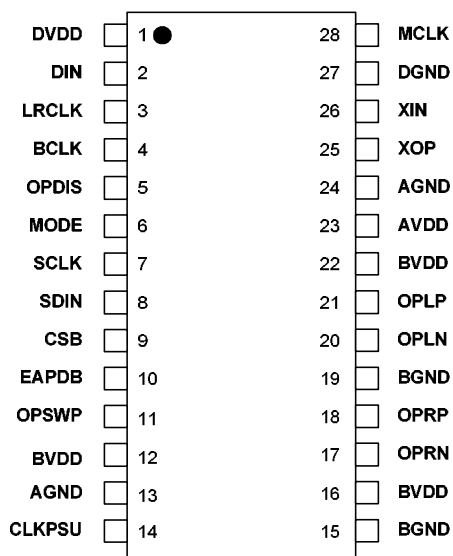 DVDD 1 28 MCLK
DIN 2 27 DGND
LRCLK 3 26 XIN
BCLK 4 25 XOP
OPDIS 5 24 AGND
MODE 6 23 AVDD
SCLK 7 22 BVDD
SDIN 8 21 OPLP
CSB 9 20 OPLN
EAPDB 10 19 BGND
OPSWP 11 18 OPRP
BVDD 12 17 OPRN
AGND 13 16 BVDD
CLKPSU 14 15 BGND